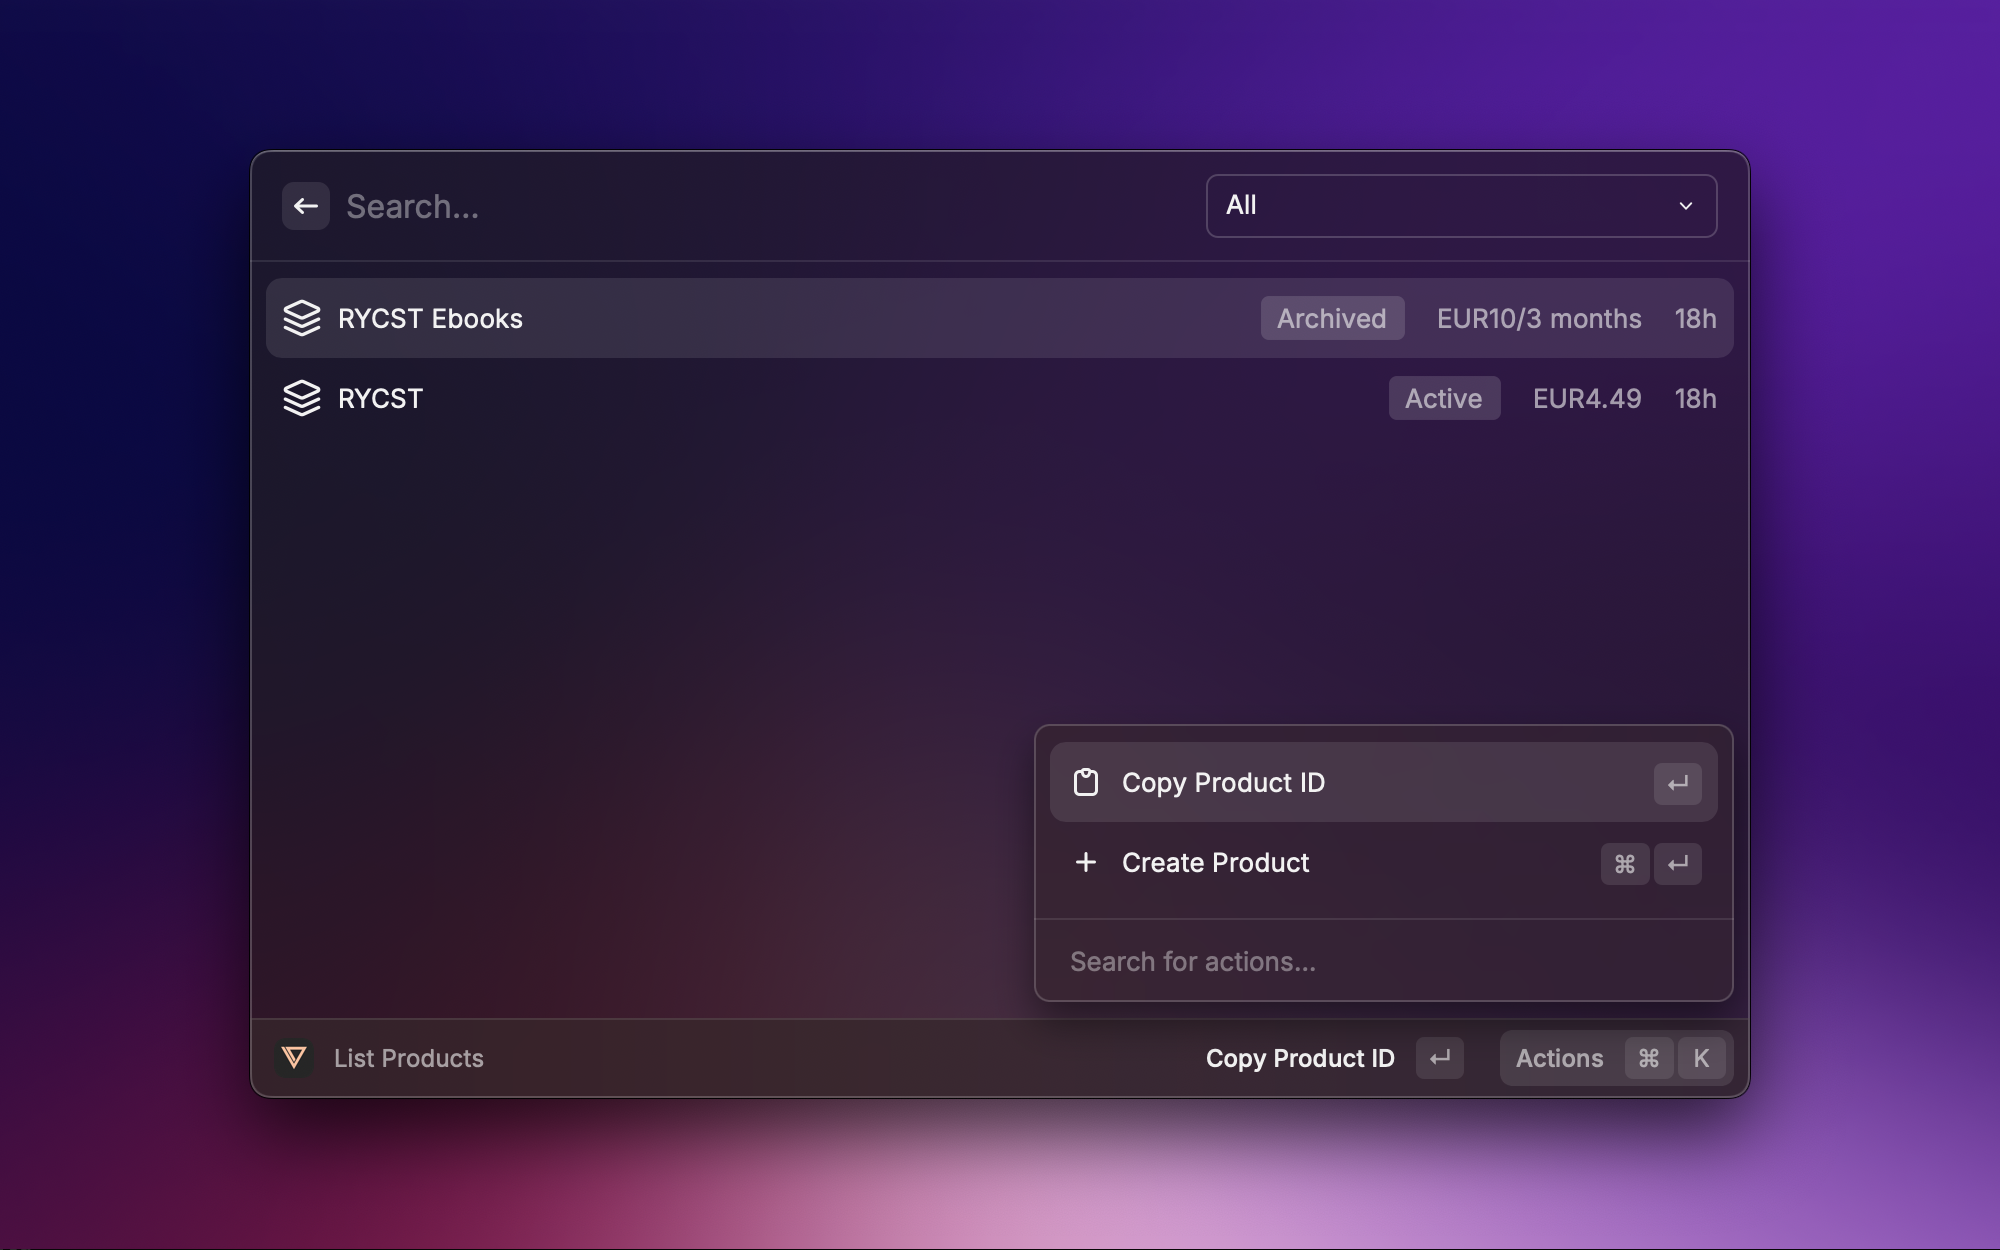 Search...
All
RYCST Ebooks Archived EUR10/3 months 18h
RYCST Active EUR4.49 18h
Copy Product ID ↵
Create Product ⌘ ↵
Search for actions...
List Products Copy Product ID ↵ Actions ⌘ K